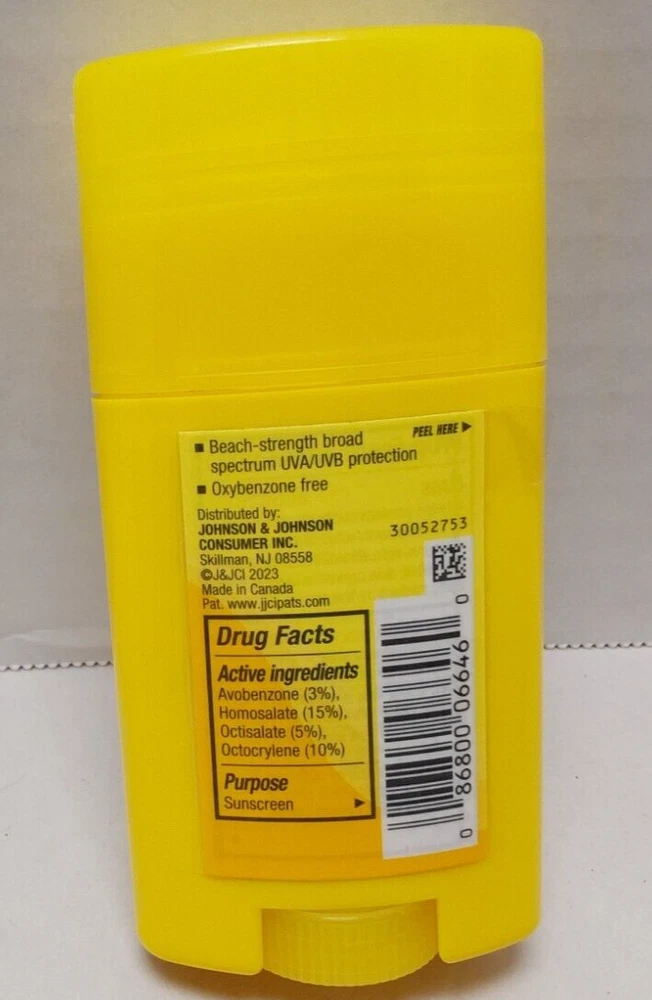 PEEL HERE ▶
■ Beach-strength broad
spectrum UVA/UVB protection
■ Oxybenzone free
Distributed by:
JOHNSON & JOHNSON
CONSUMER INC.
Skillman, NJ 08558
©J&JCI 2023
Made in Canada
Pat. www.jjcipats.com
30052753
Drug Facts
Active ingredients
Avobenzone (3%),
Homosalate (15%),
Octisalate (5%),
Octocrylene (10%)
Purpose
Sunscreen ▶
0 86800 06646 0